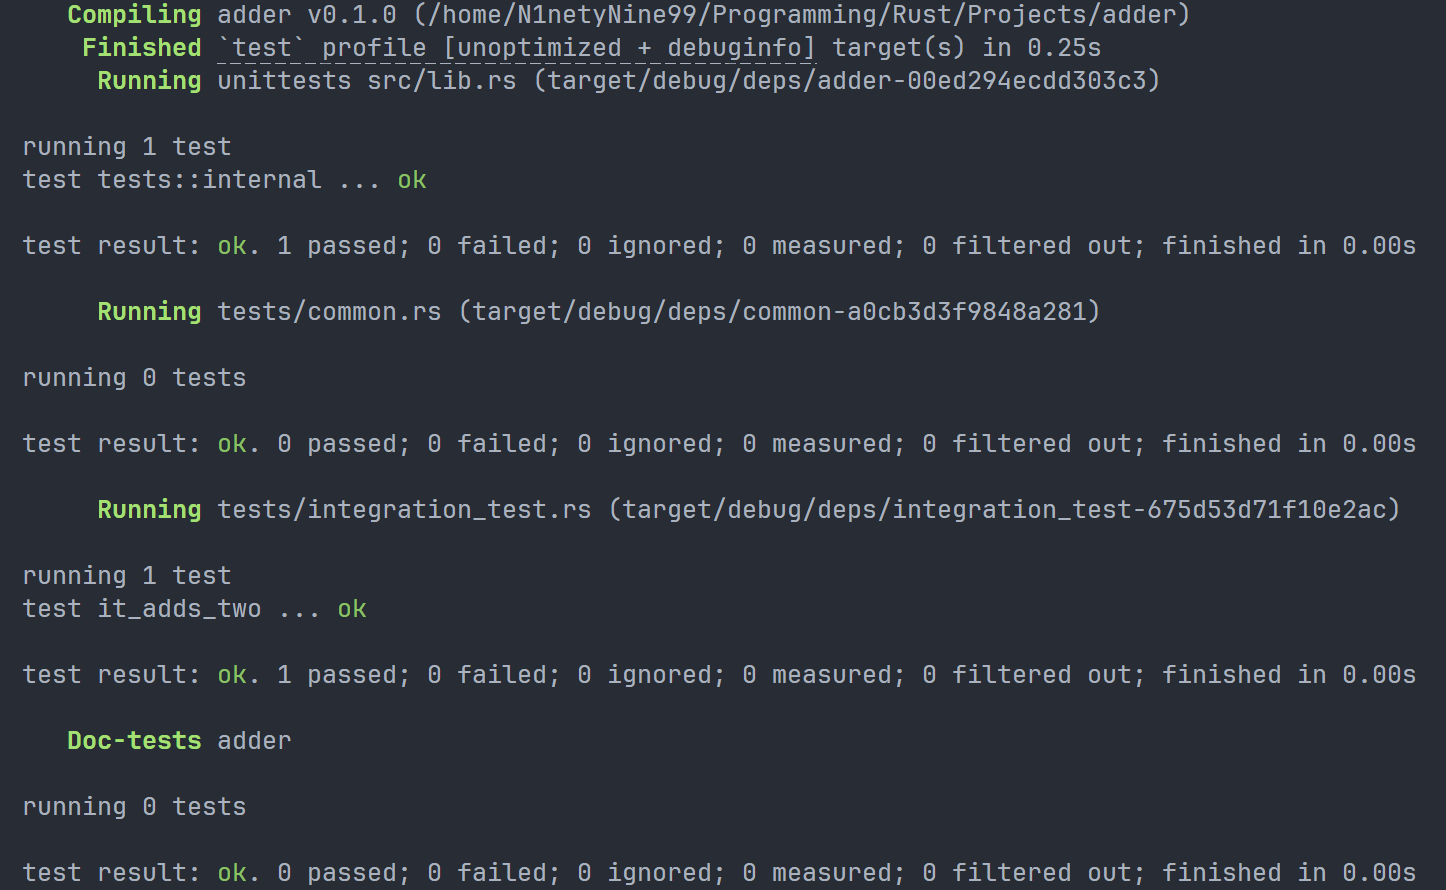 Compiling adder v0.1.0 (/home/N1netyNine99/Programming/Rust/Projects/adder)
Finished `test` profile [unoptimized + debuginfo] target(s) in 0.25s
Running unittests src/lib.rs (target/debug/deps/adder-00ed294ecdd303c3)
running 1 test
test tests::internal ... ok
test result: ok. 1 passed; 0 failed; 0 ignored; 0 measured; 0 filtered out; finished in 0.00s
Running tests/common.rs (target/debug/deps/common-a0cb3d3f9848a281)
running 0 tests
test result: ok. 0 passed; 0 failed; 0 ignored; 0 measured; 0 filtered out; finished in 0.00s
Running tests/integration_test.rs (target/debug/deps/integration_test-675d53d71f10e2ac)
running 1 test
test it_adds_two ... ok
test result: ok. 1 passed; 0 failed; 0 ignored; 0 measured; 0 filtered out; finished in 0.00s
Doc-tests adder
running 0 tests
test result: ok. 0 passed; 0 failed; 0 ignored; 0 measured; 0 filtered out; finished in 0.00s